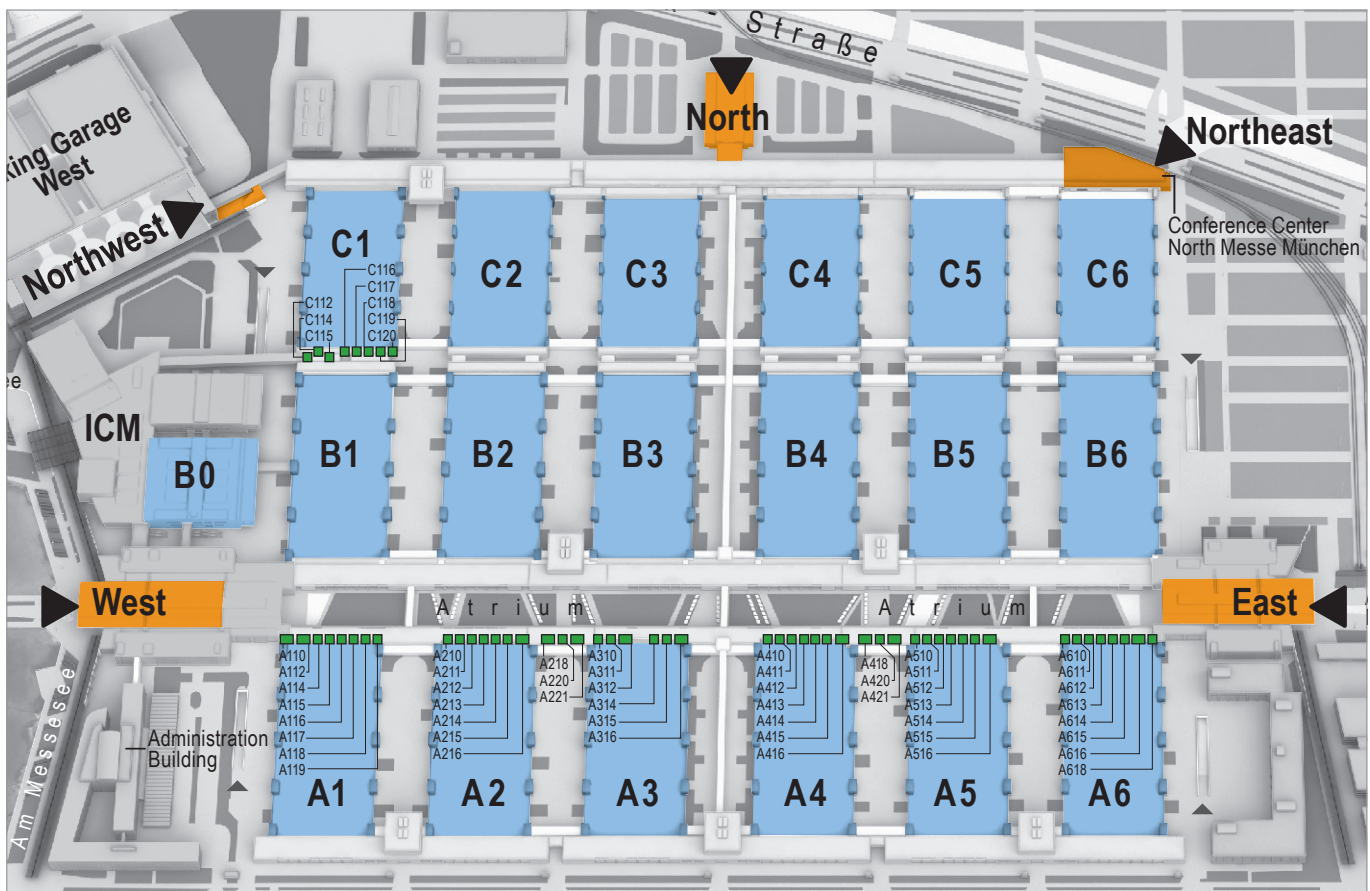 Straße
North
Northeast
king Garage
West
Northwest
Conference Center
North Messe München
C1
C2
C3
C4
C5
C6
C116
C117
C118
C119
C120
C112
C114
C115
ICM
B0
B1
B2
B3
B4
B5
B6
West
Atrium
Atrium
East
A110
A112
A114
A115
A116
A117
A118
A119
A210
A211
A212
A213
A214
A215
A216
A218
A220
A221
A310
A311
A312
A314
A315
A316
A410
A411
A412
A413
A414
A415
A416
A418
A420
A421
A510
A511
A512
A513
A514
A515
A516
A610
A611
A612
A613
A614
A615
A616
A618
Am Messesee
Administration
Building
A1
A2
A3
A4
A5
A6